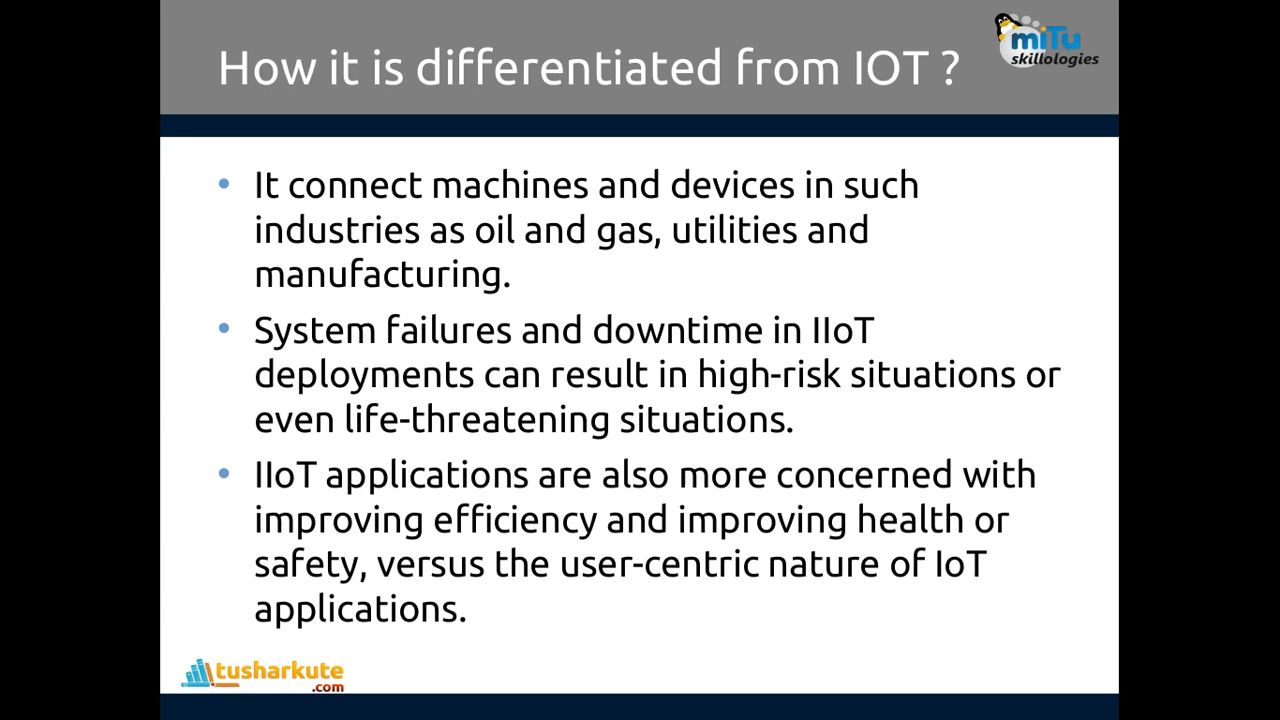 How it is differentiated from IOT ?
miTu
skillologies
• It connect machines and devices in such
industries as oil and gas, utilities and
manufacturing.
• System failures and downtime in IIoT
deployments can result in high-risk situations or
even life-threatening situations.
• IIoT applications are also more concerned with
improving efficiency and improving health or
safety, versus the user-centric nature of IoT
applications.
tusharkute
.com